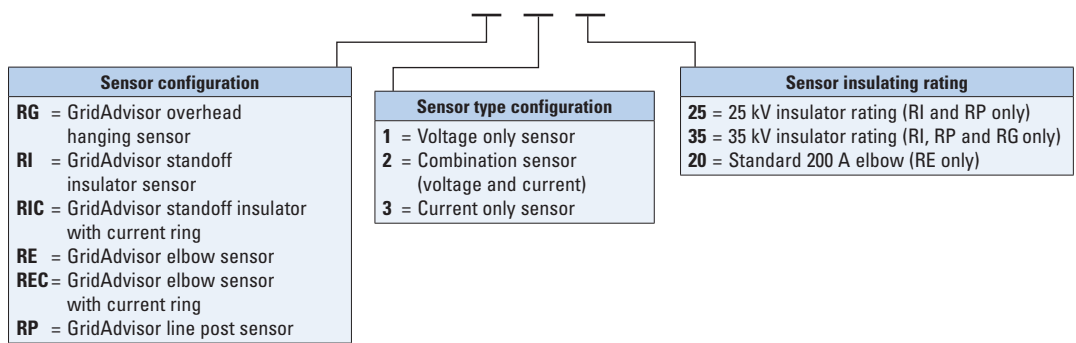 Sensor configuration
RG = GridAdvisor overhead
hanging sensor
RI = GridAdvisor standoff
insulator sensor
RIC = GridAdvisor standoff insulator
with current ring
RE = GridAdvisor elbow sensor
REC = GridAdvisor elbow sensor
with current ring
RP = GridAdvisor line post sensor
Sensor type configuration
1 = Voltage only sensor
2 = Combination sensor
(voltage and current)
3 = Current only sensor
Sensor insulating rating
25 = 25 kV insulator rating (RI and RP only)
35 = 35 kV insulator rating (RI, RP and RG only)
20 = Standard 200 A elbow (RE only)